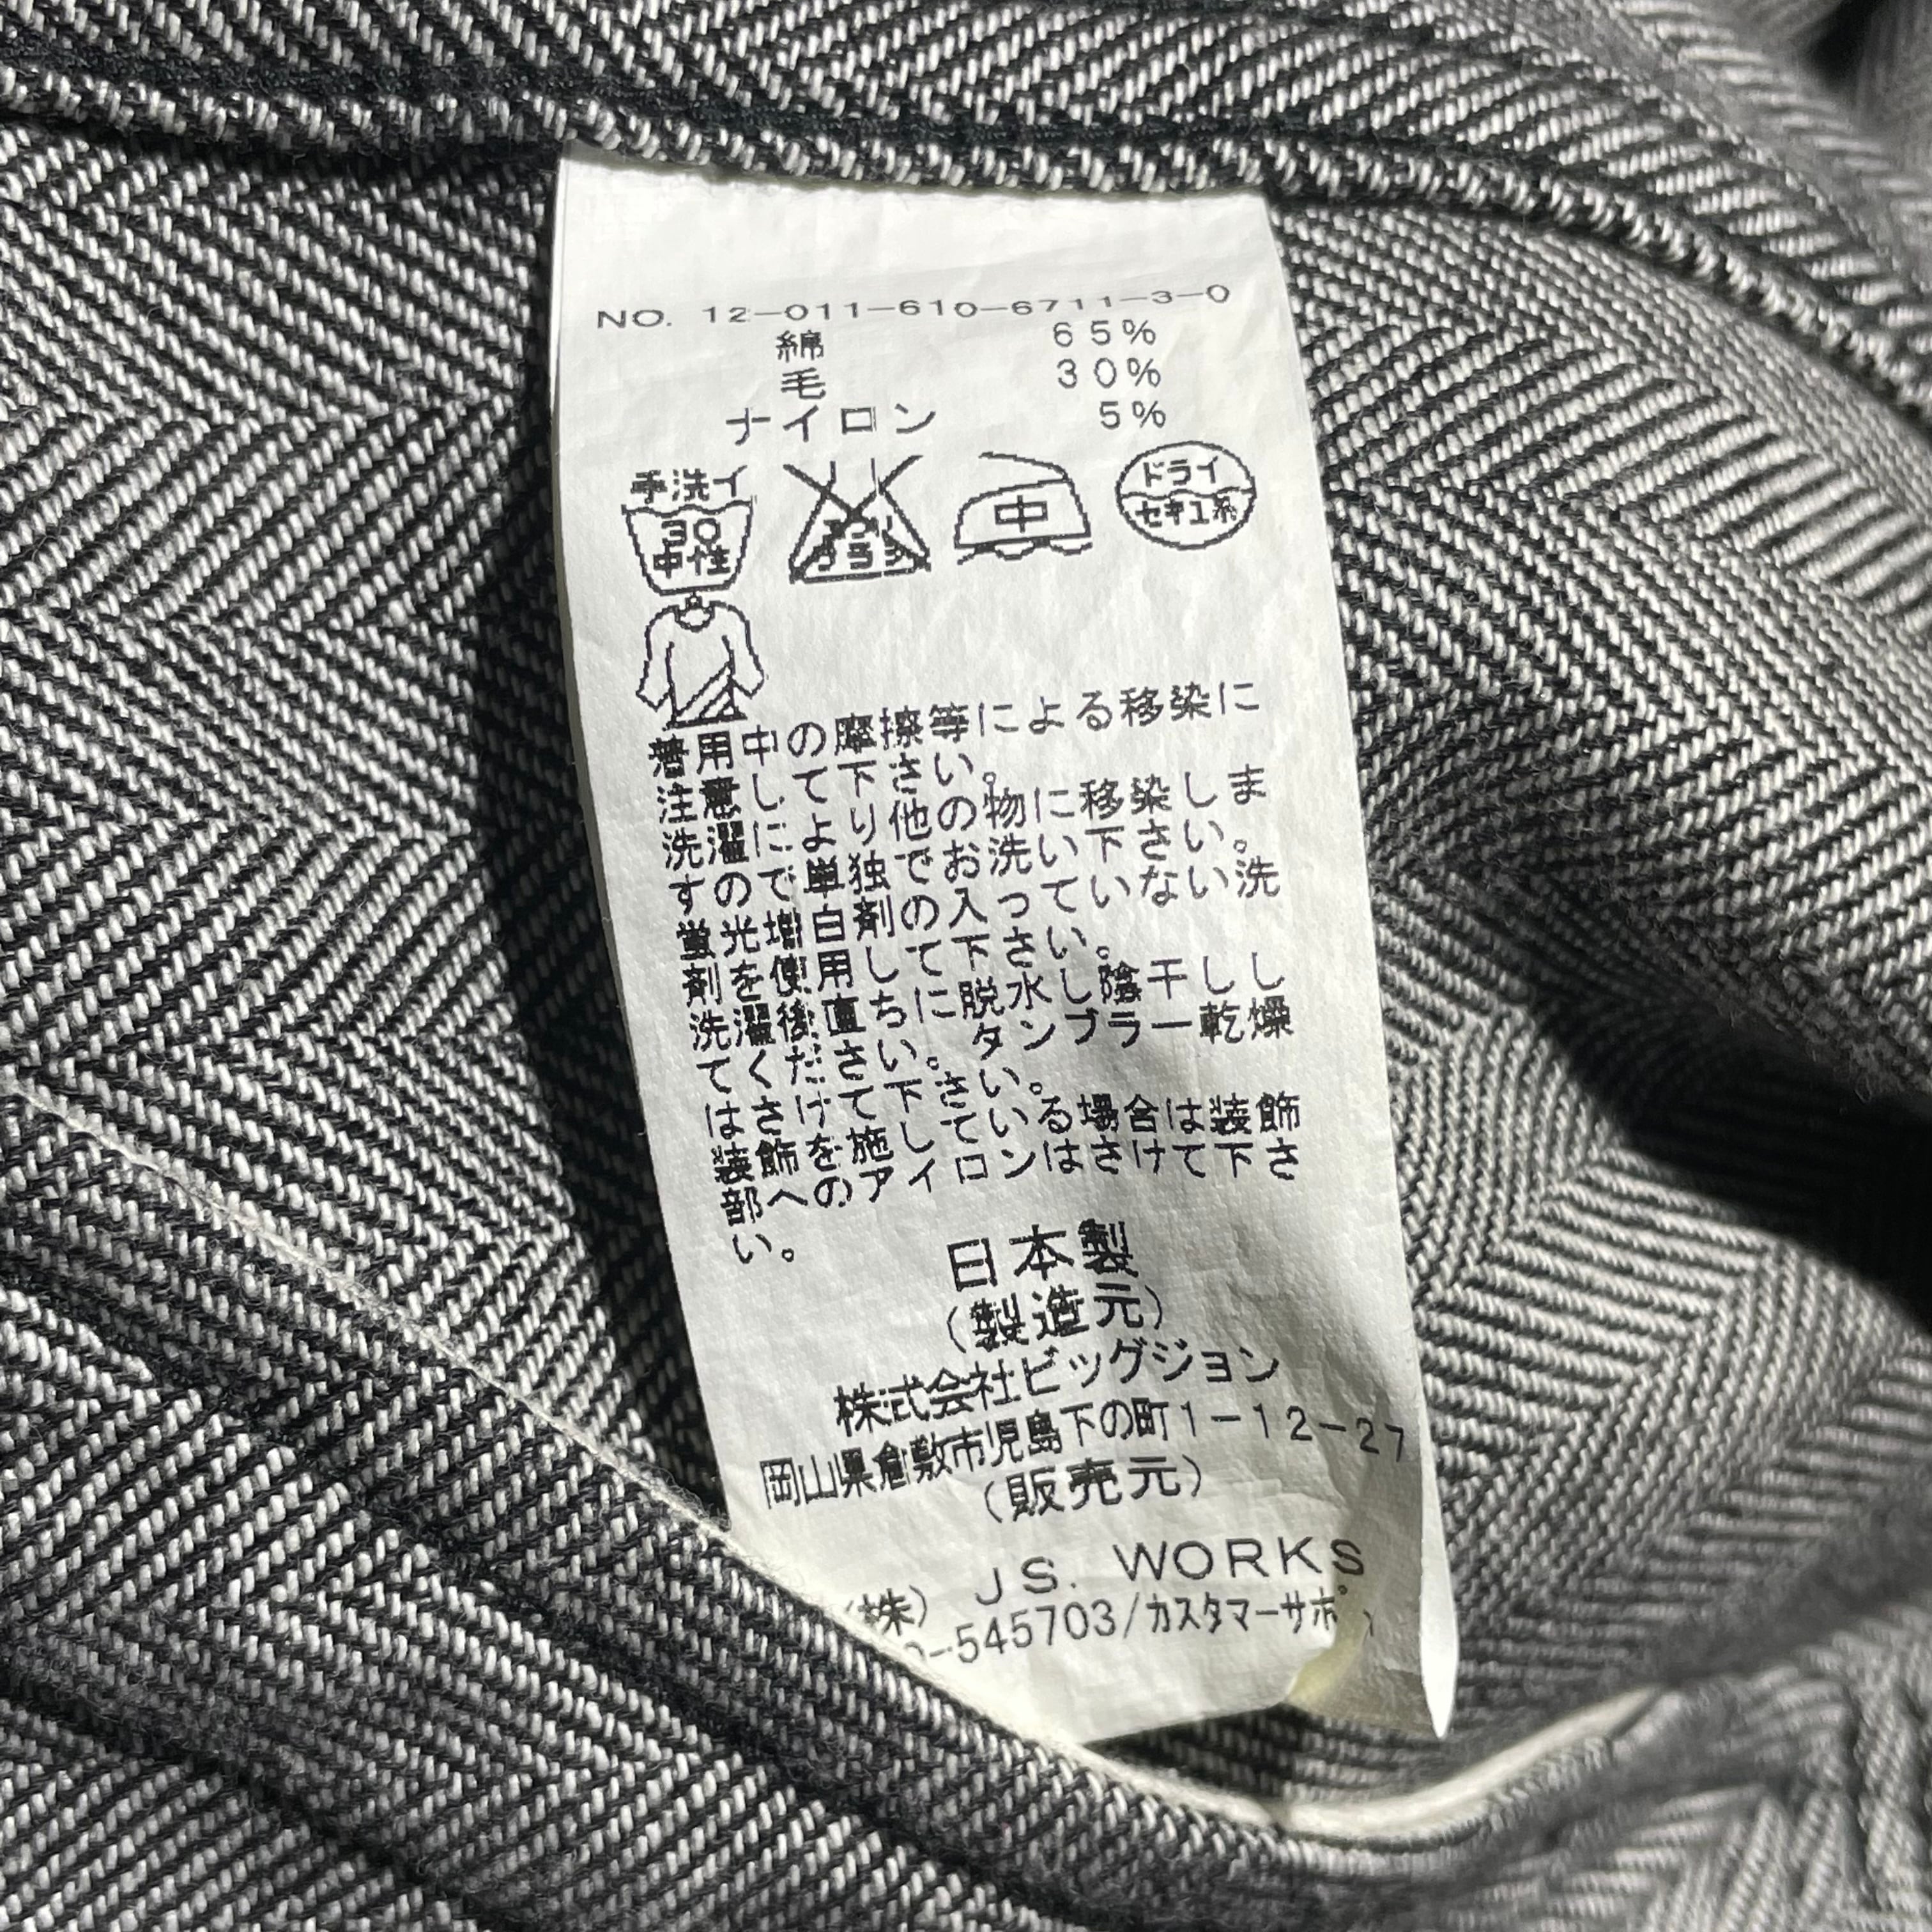 NO. 12-011-610-6711-3-0
綿 65%
毛 30%
ナイロン 5%
手洗イ
30
中性
中
ドライ
セキユ系
着用中の摩擦等による移染に
注意して下さい。
洗濯により他の物に移染しま
すので単独でお洗い下さい。
蛍光増白剤の入っていない洗
剤を使用して下さい。
洗濯後直ちに脱水し陰干しし
てください。タンブラー乾燥
はさけて下さい。
装飾を施している場合は装飾
部へのアイロンはさけて下さ
い。
日本製
(製造元)
株式会社ビッグジョン
岡山県倉敷市児島下の町1-12-27
(販売元)
(株) JS. WORKS
-545703/カスタマーサポ